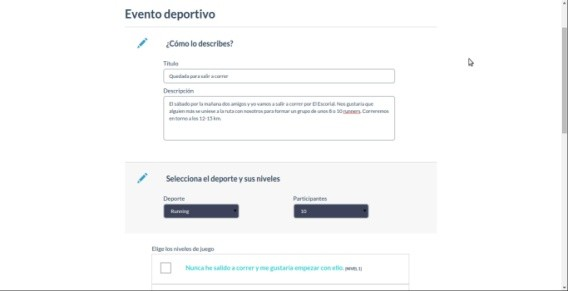 Evento deportivo
¿Cómo lo describes?
Título
Quedada para salir a correr
Descripción
El sábado por la mañana dos amigos y yo vamos a salir a correr por El Escorial. Nos gustaría que
alguien más se uniese a la ruta con nosotros para formar un grupo de unos 8 o 10 runners. Correremos
en torno a los 12-15 km.
Selecciona el deporte y sus niveles
Deporte Participantes
Running 10
Elige los niveles de juego
Nunca he salido a correr y me gustaría empezar con ello. (NIVEL 1)